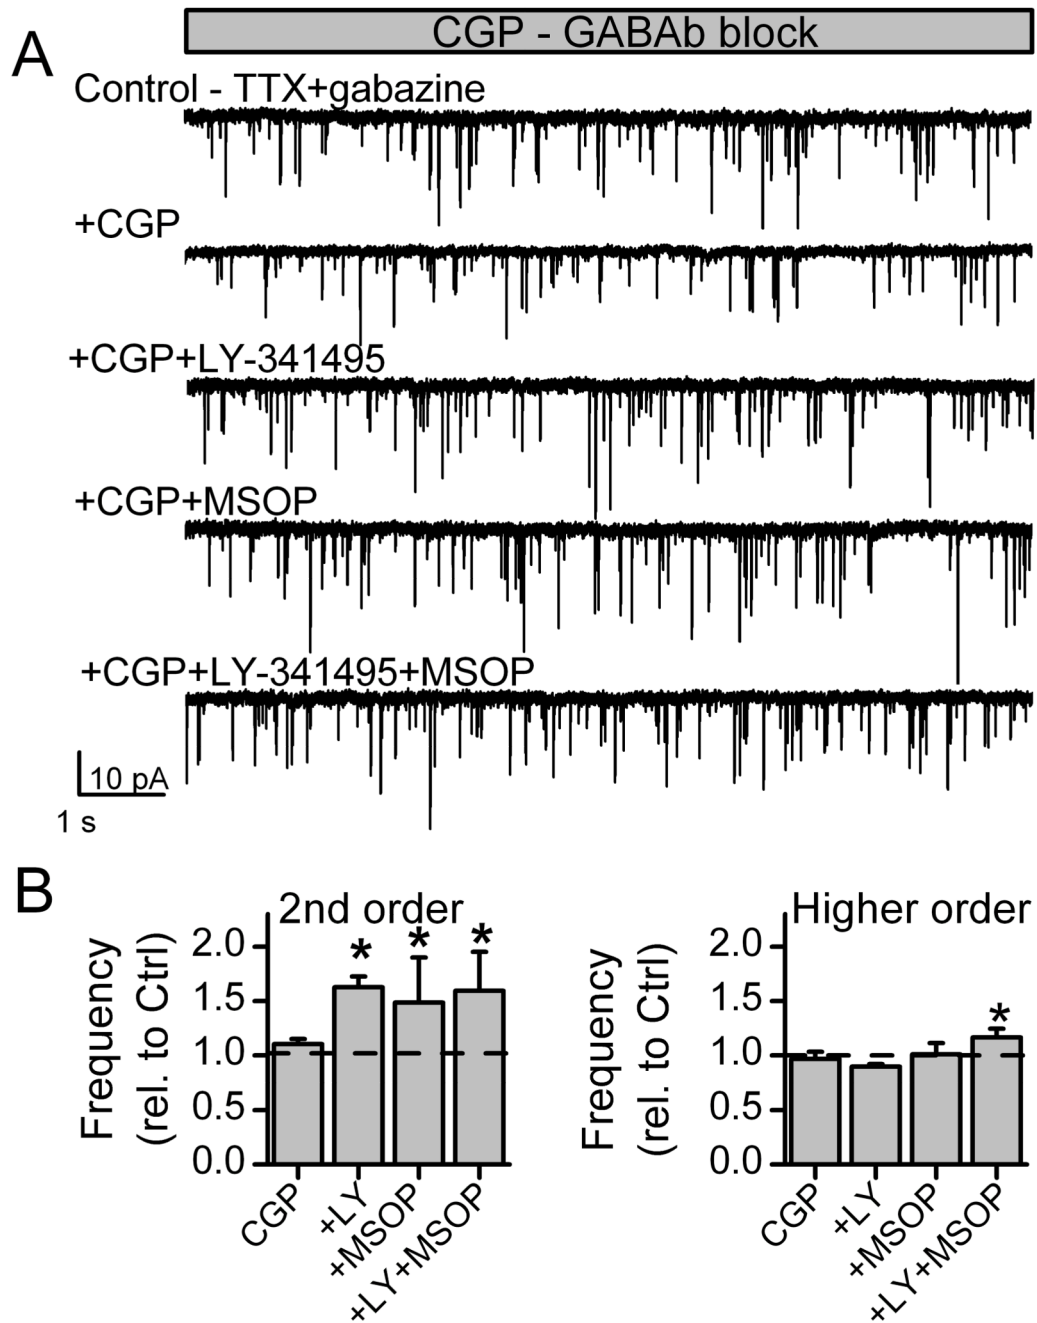 CGP - GABAb block
A
Control - TTX+gabazine
+CGP
+CGP+LY-341495
+CGP+MSOP
+CGP+LY-341495+MSOP
10 pA
1 s
B
2nd order
Frequency
(rel. to Ctrl)
2.0
1.5
1.0
0.5
0.0
* * *
CGP
+LY
+MSOP
+LY+MSOP
Higher order
Frequency
(rel. to Ctrl)
2.0
1.5
1.0
0.5
0.0
*
CGP
+LY
+MSOP
+LY+MSOP